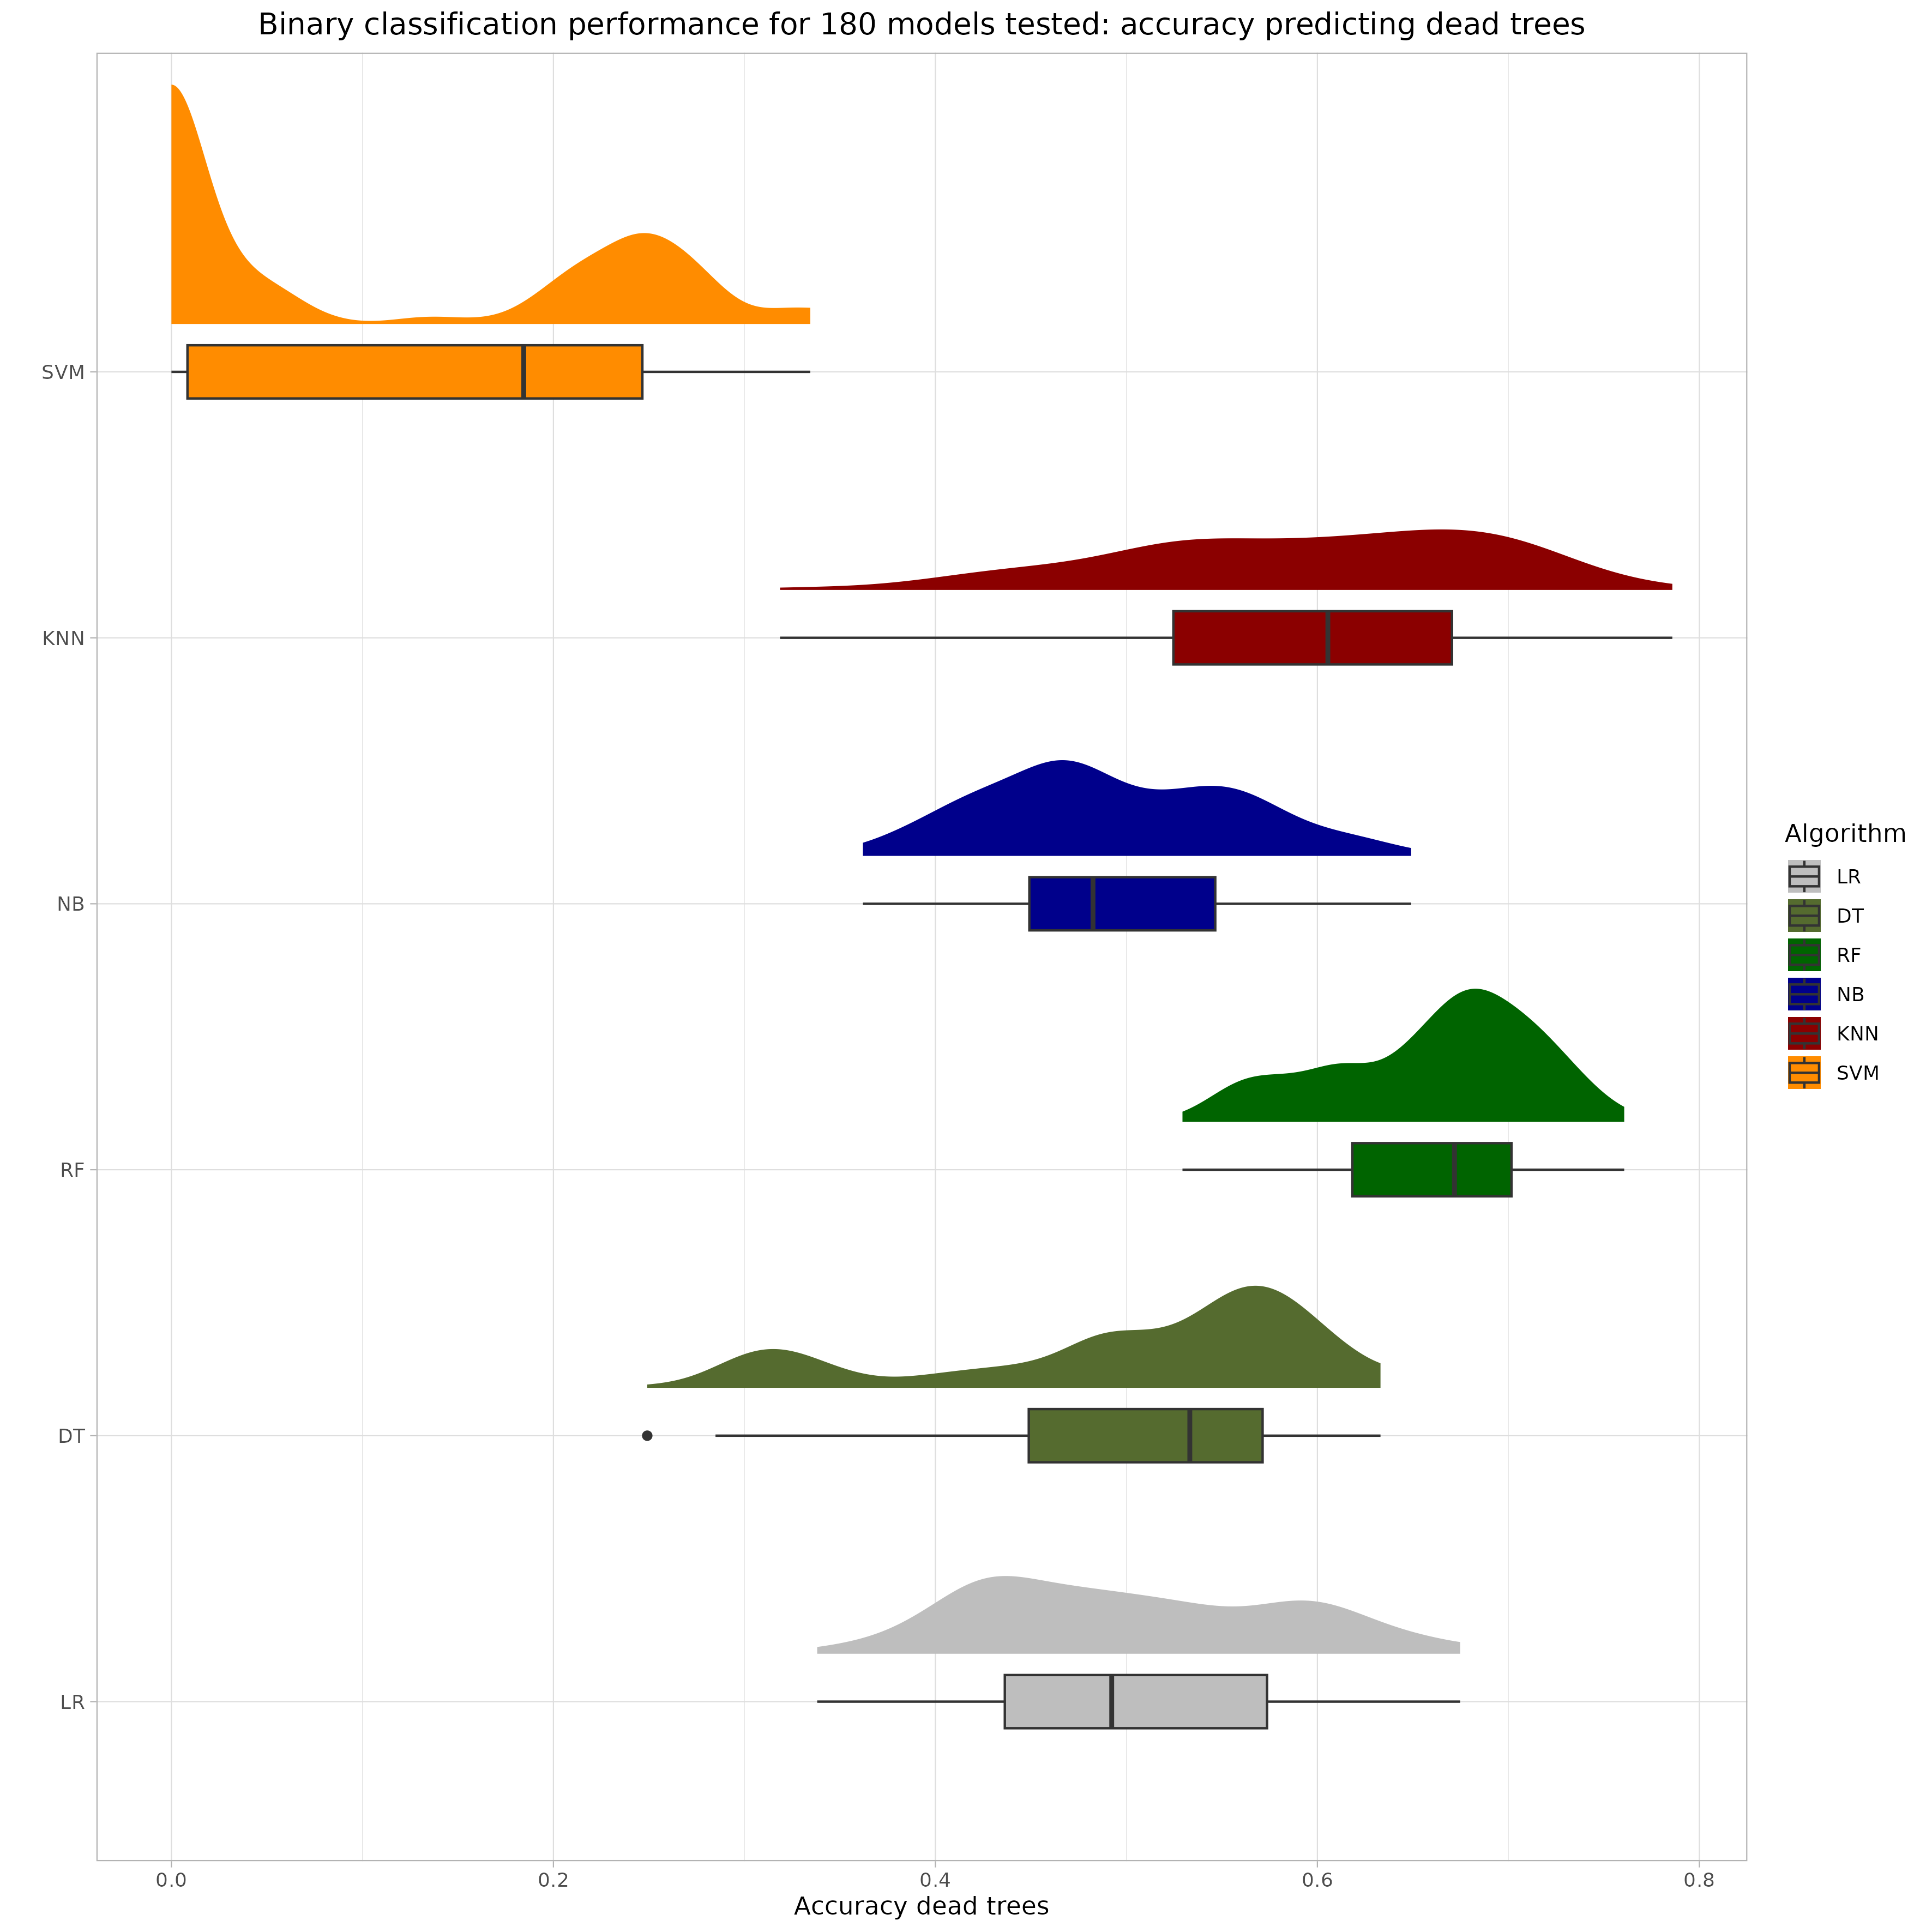 Binary classification performance for 180 models tested: accuracy predicting dead trees
SVM
KNN
NB
RF
DT
LR
0.0 0.2 0.4 0.6 0.8
Accuracy dead trees
Algorithm
LR
DT
RF
NB
KNN
SVM